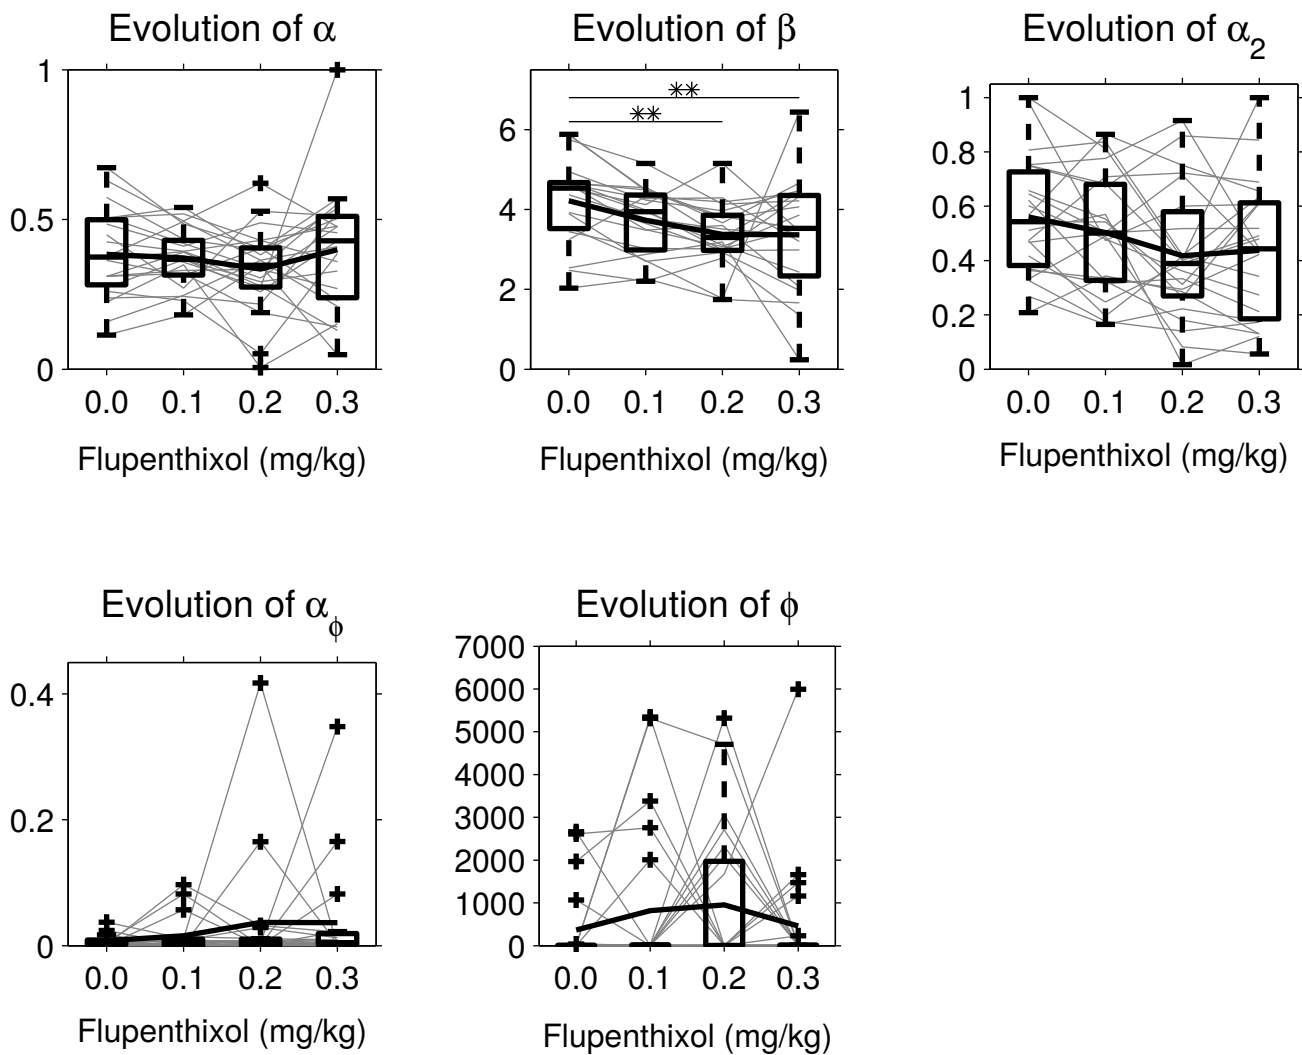 Evolution of α
1
0.5
0
0.0 0.1 0.2 0.3
Flupenthixol (mg/kg)
Evolution of β
**
**
6
4
2
0
0.0 0.1 0.2 0.3
Flupenthixol (mg/kg)
Evolution of α2
1
0.8
0.6
0.4
0.2
0
0.0 0.1 0.2 0.3
Flupenthixol (mg/kg)
Evolution of αϕ
0.4
0.2
0
0.0 0.1 0.2 0.3
Flupenthixol (mg/kg)
Evolution of ϕ
7000
6000
5000
4000
3000
2000
1000
0
0.0 0.1 0.2 0.3
Flupenthixol (mg/kg)